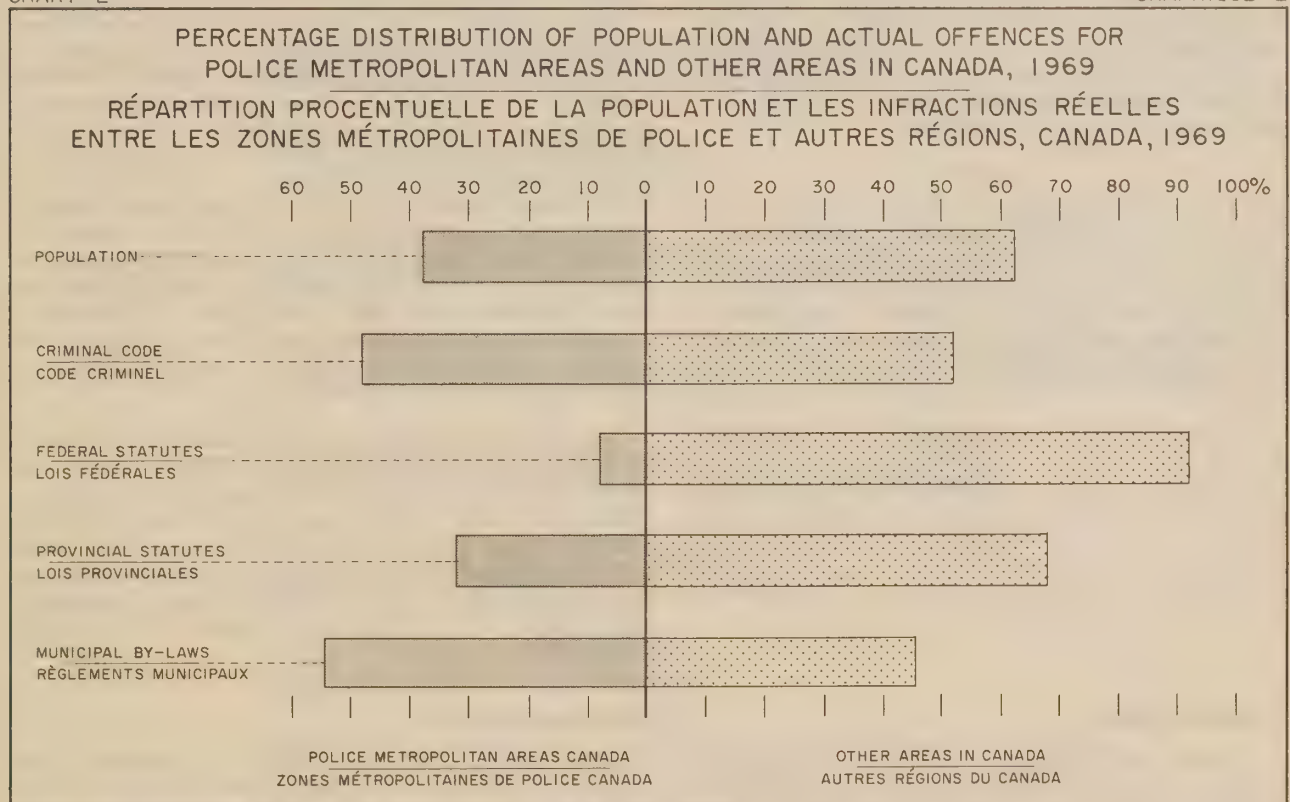 PERCENTAGE DISTRIBUTION OF POPULATION AND ACTUAL OFFENCES FOR
POLICE METROPOLITAN AREAS AND OTHER AREAS IN CANADA, 1969
RÉPARTITION PROCENTUELLE DE LA POPULATION ET LES INFRACTIONS RÉELLES
ENTRE LES ZONES MÉTROPOLITAINES DE POLICE ET AUTRES RÉGIONS, CANADA, 1969
60 50 40 30 20 10 0 10 20 30 40 50 60 70 80 90 100%
POPULATION
CRIMINAL CODE
CODE CRIMINEL
FEDERAL STATUTES
LOIS FÉDÉRALES
PROVINCIAL STATUTES
LOIS PROVINCIALES
MUNICIPAL BY-LAWS
RÈGLEMENTS MUNICIPAUX
POLICE METROPOLITAN AREAS CANADA
ZONES MÉTROPOLITAINES DE POLICE CANADA
OTHER AREAS IN CANADA
AUTRES RÉGIONS DU CANADA